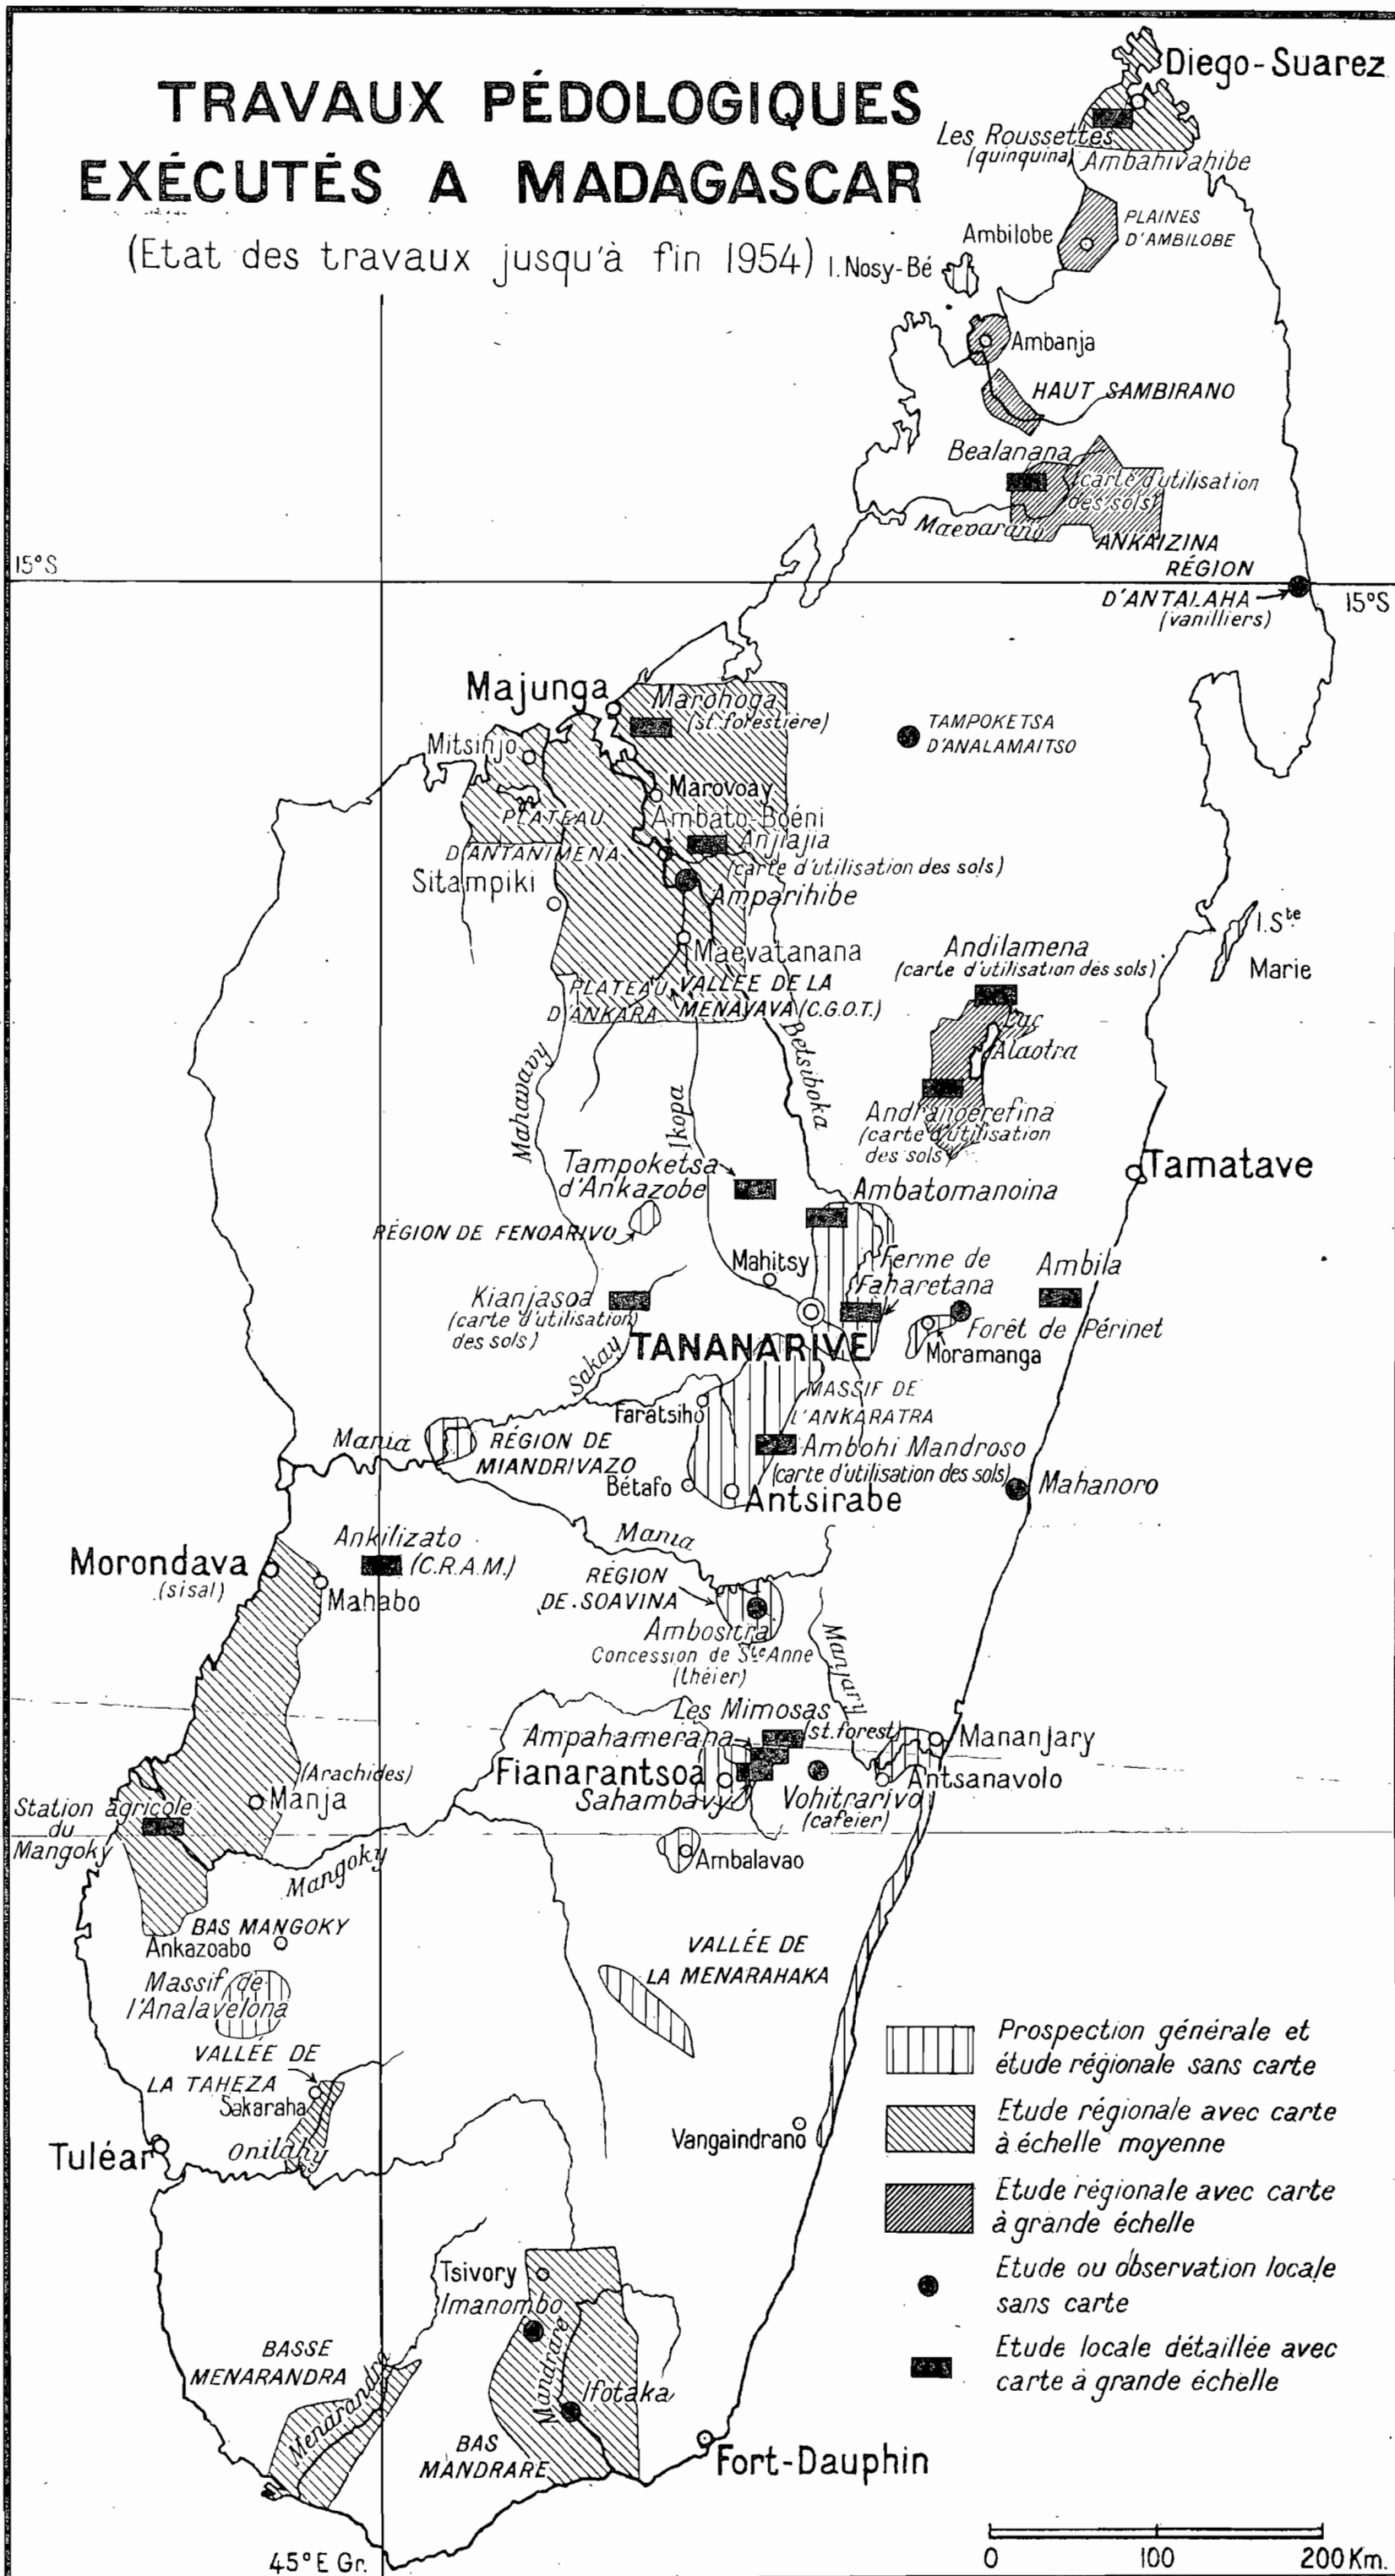 TRAVAUX PÉDOLOGIQUES
EXÉCUTÉS A MADAGASCAR
(Etat des travaux jusqu'à fin 1954)
Diego-Suarez
Les Roussettes
(quinquina)
Ambahivahibe
Ambilobe
PLAINES
D'AMBILOBE
I. Nosy-Bé
Ambanja
HAUT SAMBIRANO
Bealanana
(carte d'utilisation
des sols)
Maevarano
ANKAIZINA
15°S
RÉGION
D'ANTALAHA
(vanilliers)
15°S
Majunga
Marohoga
(st. forestière)
TAMPOKETSA
D'ANALAMAITSO
Mitsinjo
Marovoay
PLATEAU
D'ANTANIMENA
Ambato-Boéni
Anjiajia
(carte d'utilisation des sols)
Sitampiki
Amparihibe
Maevatanana
PLATEAU
D'ANKARA
VALLÉE DE LA
MENAVAVA (C.G.O.T.)
Andilamena
(carte d'utilisation des sols)
I. Ste
Marie
Lac
Alaotra
Mahavavy
Ikopa
Betsiboka
Andrangerefina
(carte d'utilisation
des sols)
Tamatave
Tampoketsa
d'Ankazobe
Ambatomanoina
RÉGION DE FENOARIVO
Mahitsy
Ferme de
Faharetana
Ambila
Kianjasoa
(carte d'utilisation
des sols)
TANANARIVE
Forêt de Périnet
Moramanga
Sakay
Faratsiho
MASSIF DE
L'ANKARATRA
Mania
RÉGION DE
MIANDRIVAZO
Ambohi Mandroso
(carte d'utilisation des sols)
Bétafo
Antsirabe
Mahanoro
Mania
Ankilizato
(C.R.A.M.)
Morondava
(sisal)
Mahabo
RÉGION
DE SOAVINA
Ambositra
Concession de Ste Anne
(théier)
Manjary
Les Mimosas
(st. forest)
Ampahamerana
Mananjary
Fianarantsoa
Antsanavolo
Sahambavy
Vohitrarivo
(cafeier)
(Arachides)
Manja
Station agricole
du
Mangoky
Mangoky
Ambalavao
BAS MANGOKY
Ankazoabo
Massif de
l'Analavelona
VALLÉE DE
LA MENARAHAKA
VALLÉE DE
LA TAHEZA
Sakaraha
Onilahy
Tuléar
Vangaindrano
Tsivory
Imanombo
Mandrare
Ifotaka
BASSE
MENARANDRA
Menarandra
BAS
MANDRARE
Fort-Dauphin
Prospection générale et
étude régionale sans carte
Etude régionale avec carte
à échelle moyenne
Etude régionale avec carte
à grande échelle
Etude ou observation locale
sans carte
Etude locale détaillée avec
carte à grande échelle
45° E Gr.
0 100 200 Km.